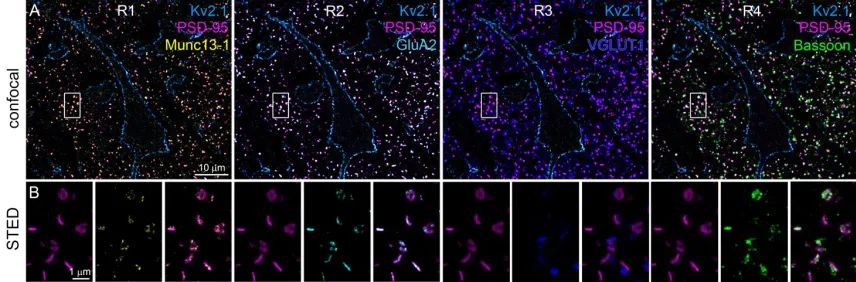 A
R1
Kv2.1
PSD-95
Munc13-1
R2
Kv2.1
PSD-95
GluA2
R3
Kv2.1
PSD-95
VGLUT1
R4
Kv2.1
PSD-95
Bassoon
confocal
10 μm
B
STED
1 μm